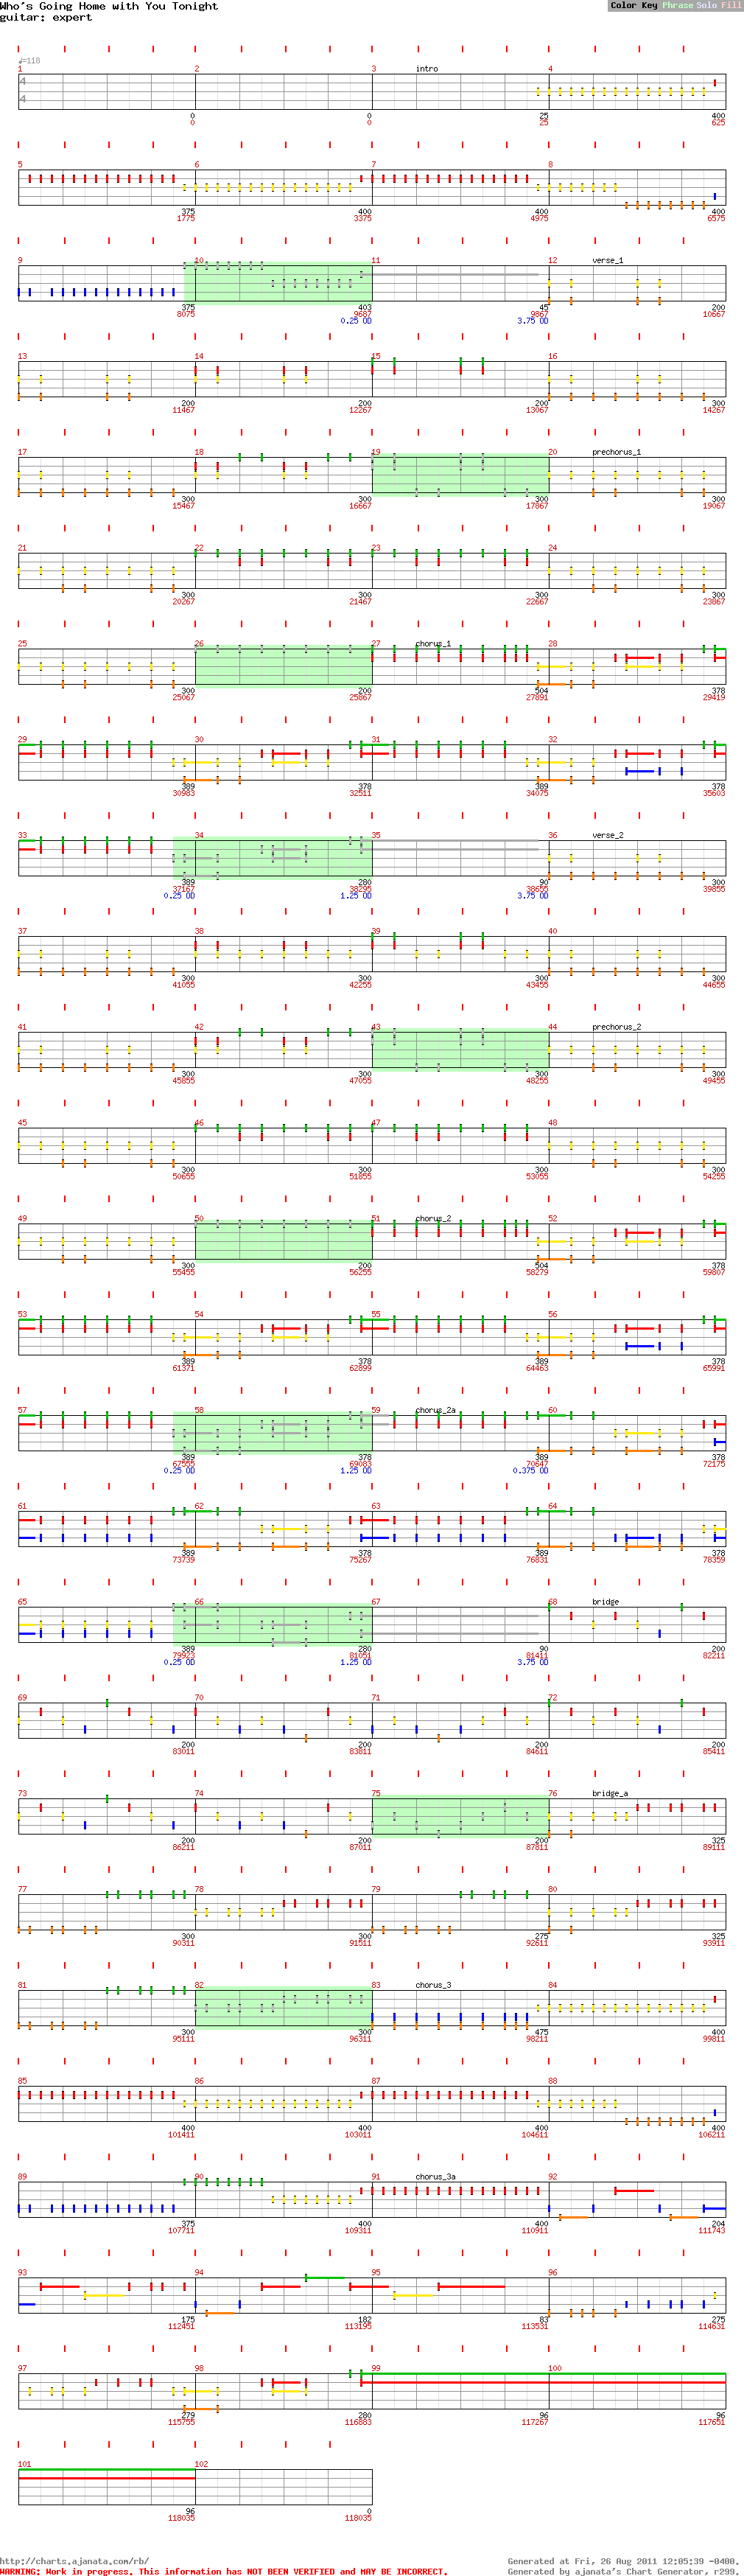 Who's Going Home with You Tonight
Color Key Phrase Solo Fill
guitar: expert
♩=118
1 2 3 intro 4
4
4
0 0 25 400
0 0 25 625
5 6 7 8
375 400 400 400
1775 3375 4975 6575
9 10 11 12 verse_1
375 403 45 200
8075 9687 9867 10667
0.25 OD 3.75 OD
13 14 15 16
200 200 200 300
11467 12267 13067 14267
17 18 19 20 prechorus_1
300 300 300 300
15467 16667 17867 19067
21 22 23 24
300 300 300 300
20267 21467 22667 23867
25 26 27 chorus_1 28
300 200 504 378
25067 25867 27891 29419
29 30 31 32
389 378 389 378
30983 32511 34075 35603
33 34 35 36 verse_2
389 280 90 300
37167 38295 38655 39855
0.25 OD 1.25 OD 3.75 OD
37 38 39 40
300 300 300 300
41055 42255 43455 44655
41 42 43 44 prechorus_2
300 300 300 300
45855 47055 48255 49455
45 46 47 48
300 300 300 300
50655 51855 53055 54255
49 50 51 chorus_2 52
300 200 504 378
55455 56255 58279 59807
53 54 55 56
389 378 389 378
61371 62899 64463 65991
57 58 59 chorus_2a 60
389 378 389 378
67555 69083 70647 72175
0.25 OD 1.25 OD 0.375 OD
61 62 63 64
389 378 389 378
73739 75267 76831 78359
65 66 67 68 bridge
389 280 90 200
79923 81051 81411 82211
0.25 OD 1.25 OD 3.75 OD
69 70 71 72
200 200 200 200
83011 83811 84611 85411
73 74 75 76 bridge_a
200 200 200 325
86211 87011 87811 89111
77 78 79 80
300 300 275 325
90311 91511 92611 93911
81 82 83 chorus_3 84
300 300 475 400
95111 96311 98211 99811
85 86 87 88
400 400 400 400
101411 103011 104611 106211
89 90 91 chorus_3a 92
375 400 400 204
107711 109311 110911 111743
93 94 95 96
175 182 83 275
112451 113195 113531 114631
97 98 99 100
279 280 96 96
115755 116883 117267 117651
101 102
96 0
118035 118035
http://charts.ajanata.com/rb/
Generated at Fri, 26 Aug 2011 12:05:39 -0400.
WARNING: Work in progress. This information has NOT BEEN VERIFIED and MAY BE INCORRECT.
Generated by ajanata's Chart Generator, r299.